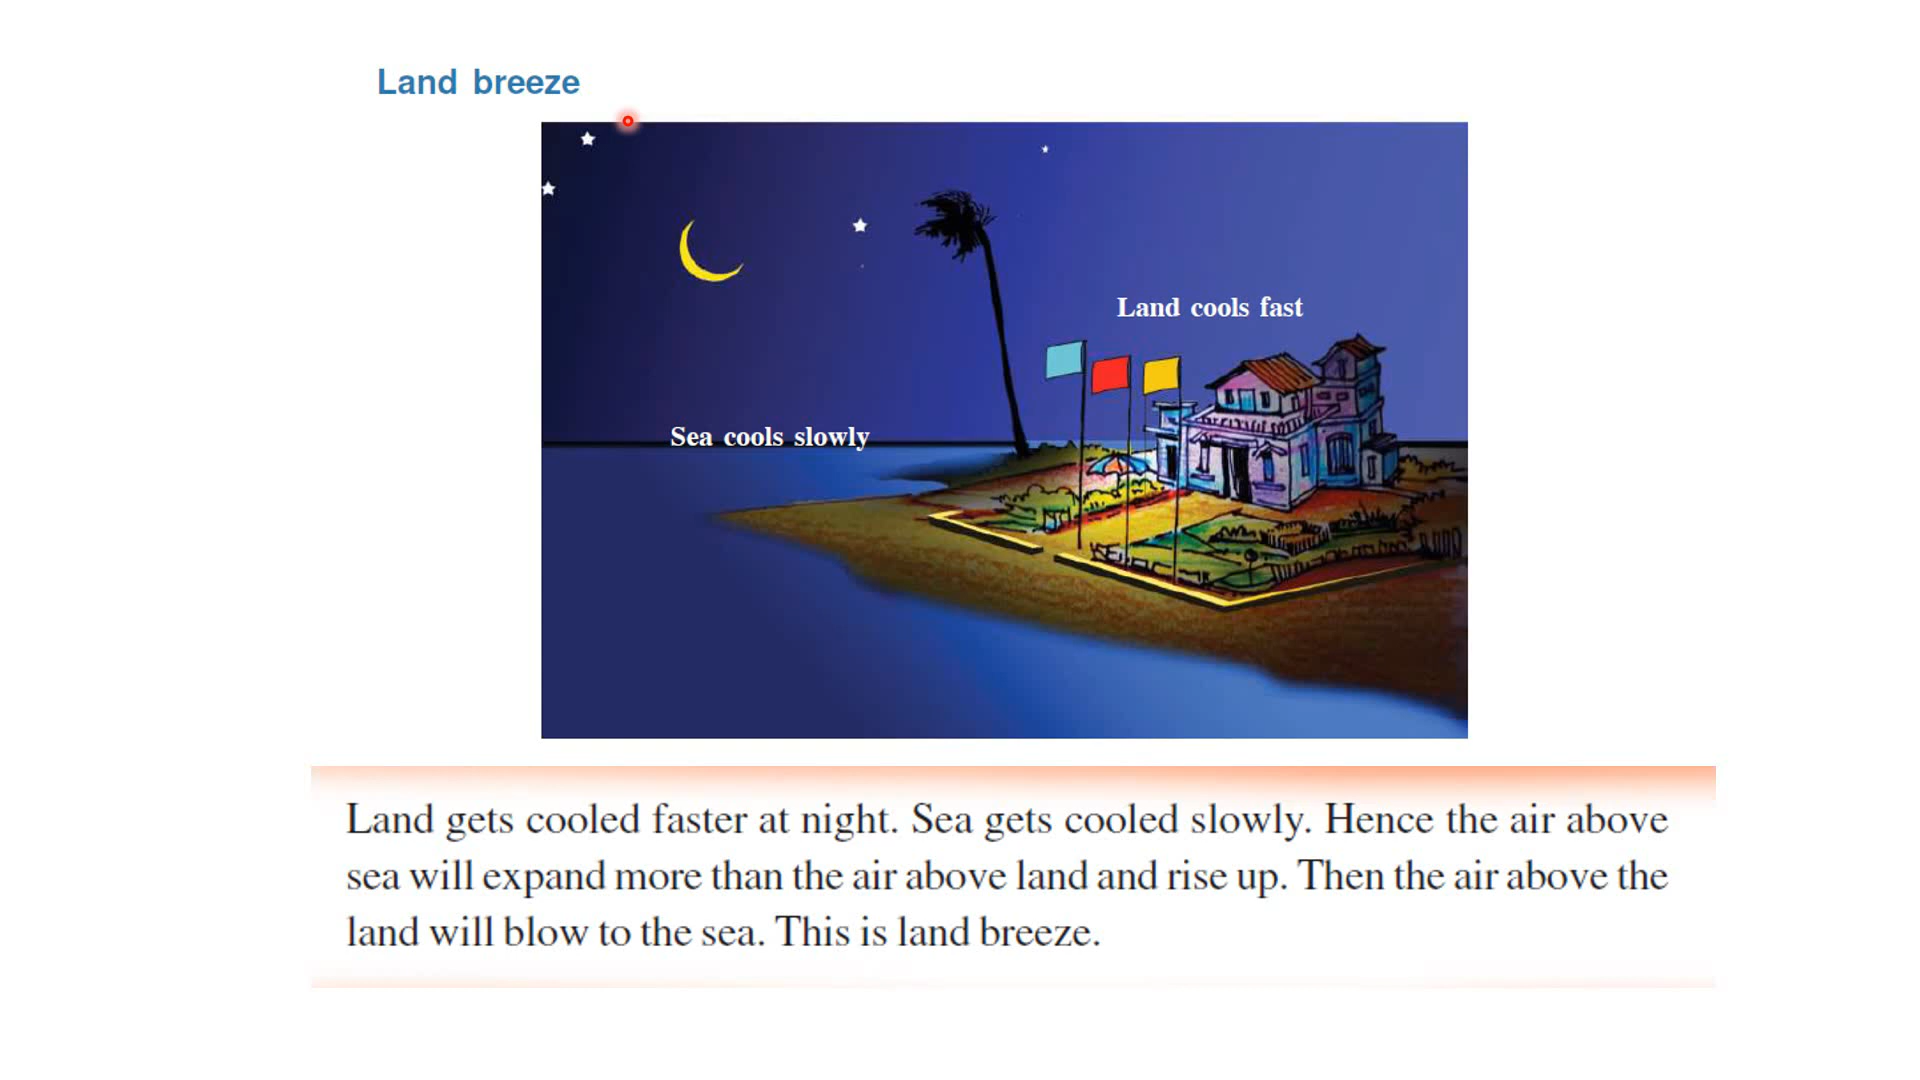 Land breeze
Land cools fast
Sea cools slowly
Land gets cooled faster at night. Sea gets cooled slowly. Hence the air above
sea will expand more than the air above land and rise up. Then the air above the
land will blow to the sea. This is land breeze.